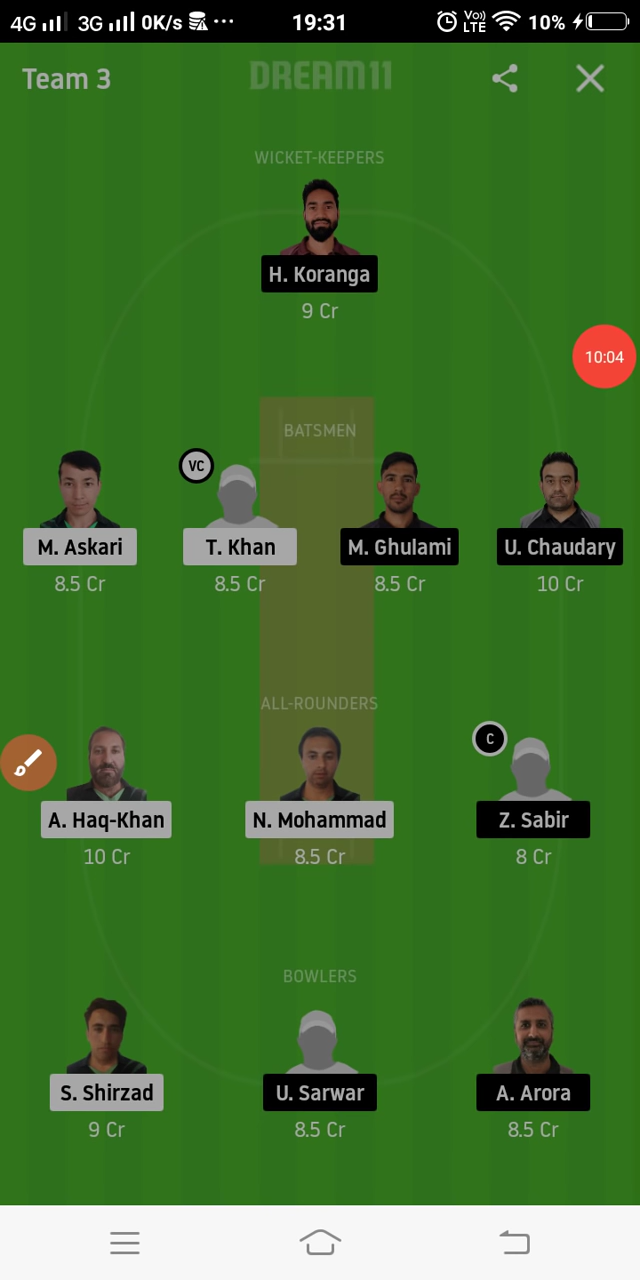 4G 3G 0K/s ... 19:31 Vo) LTE 10%
Team 3 DREAM11
WICKET-KEEPERS
H. Koranga
9 Cr
10:04
BATSMEN
VC
M. Askari T. Khan M. Ghulami U. Chaudary
8.5 Cr 8.5 Cr 8.5 Cr 10 Cr
ALL-ROUNDERS
C
A. Haq-Khan N. Mohammad Z. Sabir
10 Cr 8.5 Cr 8 Cr
BOWLERS
S. Shirzad U. Sarwar A. Arora
9 Cr 8.5 Cr 8.5 Cr